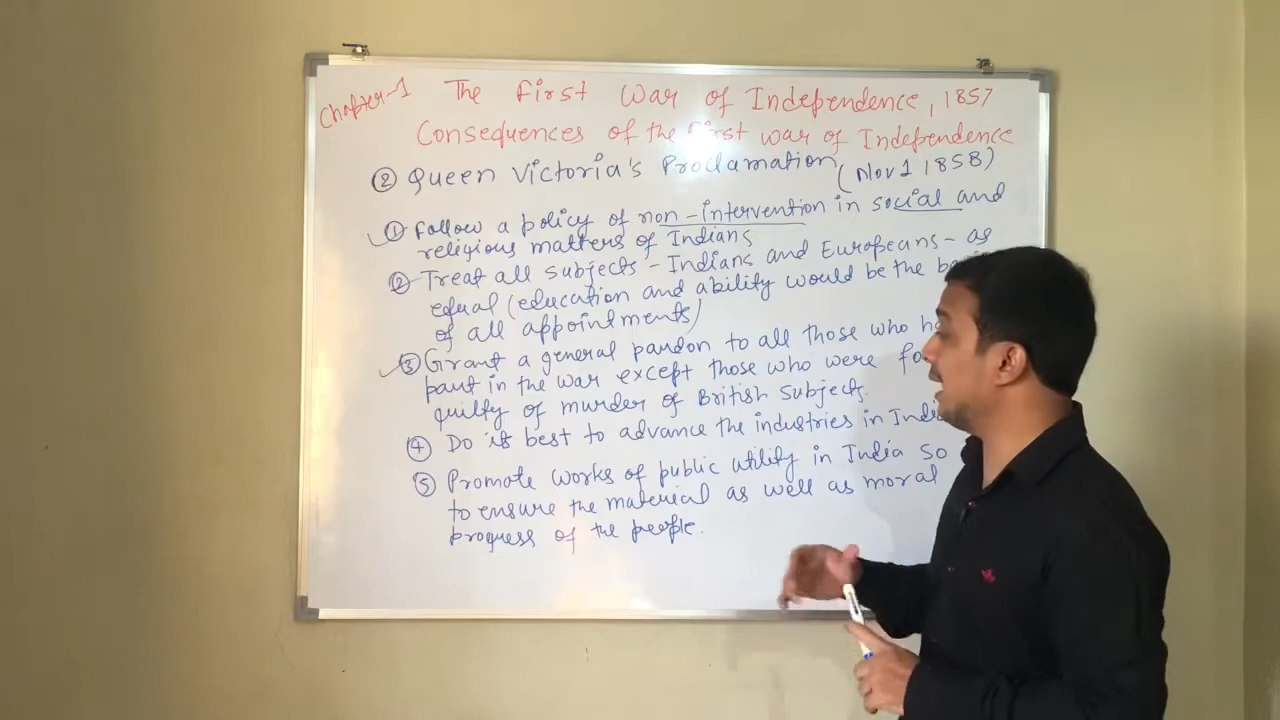 Chapter-1 The First War of Independence, 1857
Consequences of the first war of Independence
② Queen Victoria's Proclamation (Nov 1 1858)
① Follow a policy of non-intervention in social and
religious matters of Indians
② Treat all subjects - Indians and Europeans - as
equal (education and ability would be the
of all appointments)
③ Grant a general pardon to all those who
part in the war except those who were
guilty of murder of British subjects.
④ Do its best to advance the industries in
⑤ Promote works of public utility in India so
to ensure the material as well as moral
progress of the people.